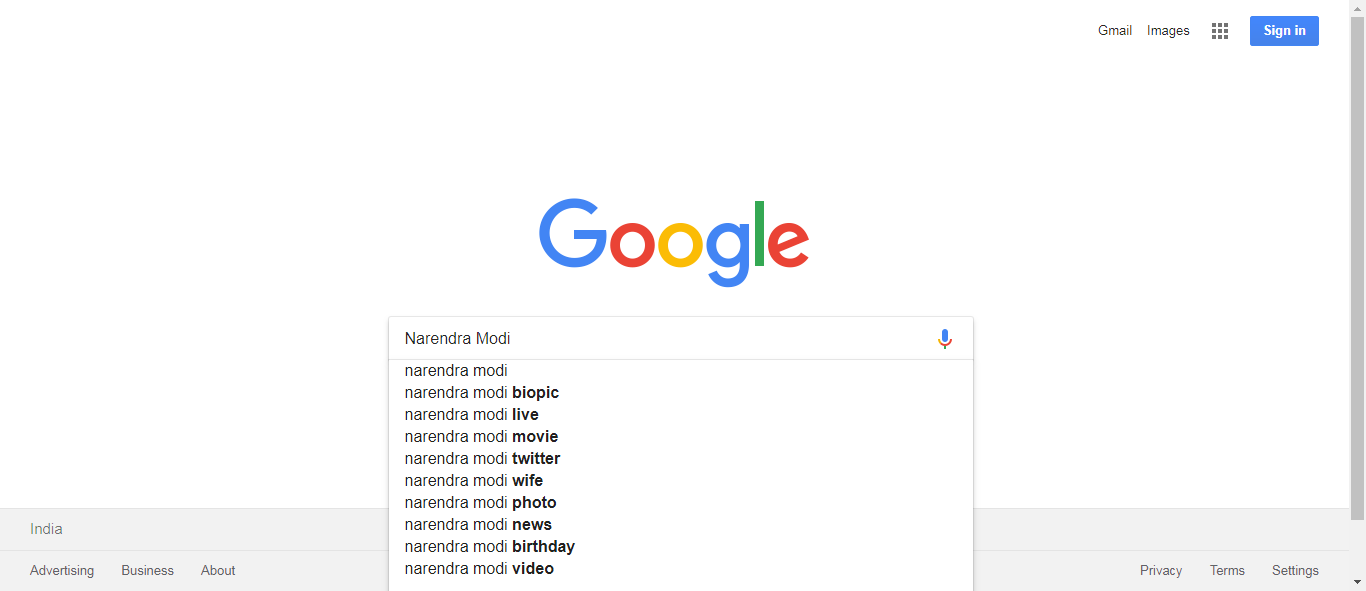 Gmail Images Sign in
Google
Narendra Modi
narendra modi
narendra modi biopic
narendra modi live
narendra modi movie
narendra modi twitter
narendra modi wife
narendra modi photo
narendra modi news
narendra modi birthday
narendra modi video
India
Advertising Business About Privacy Terms Settings